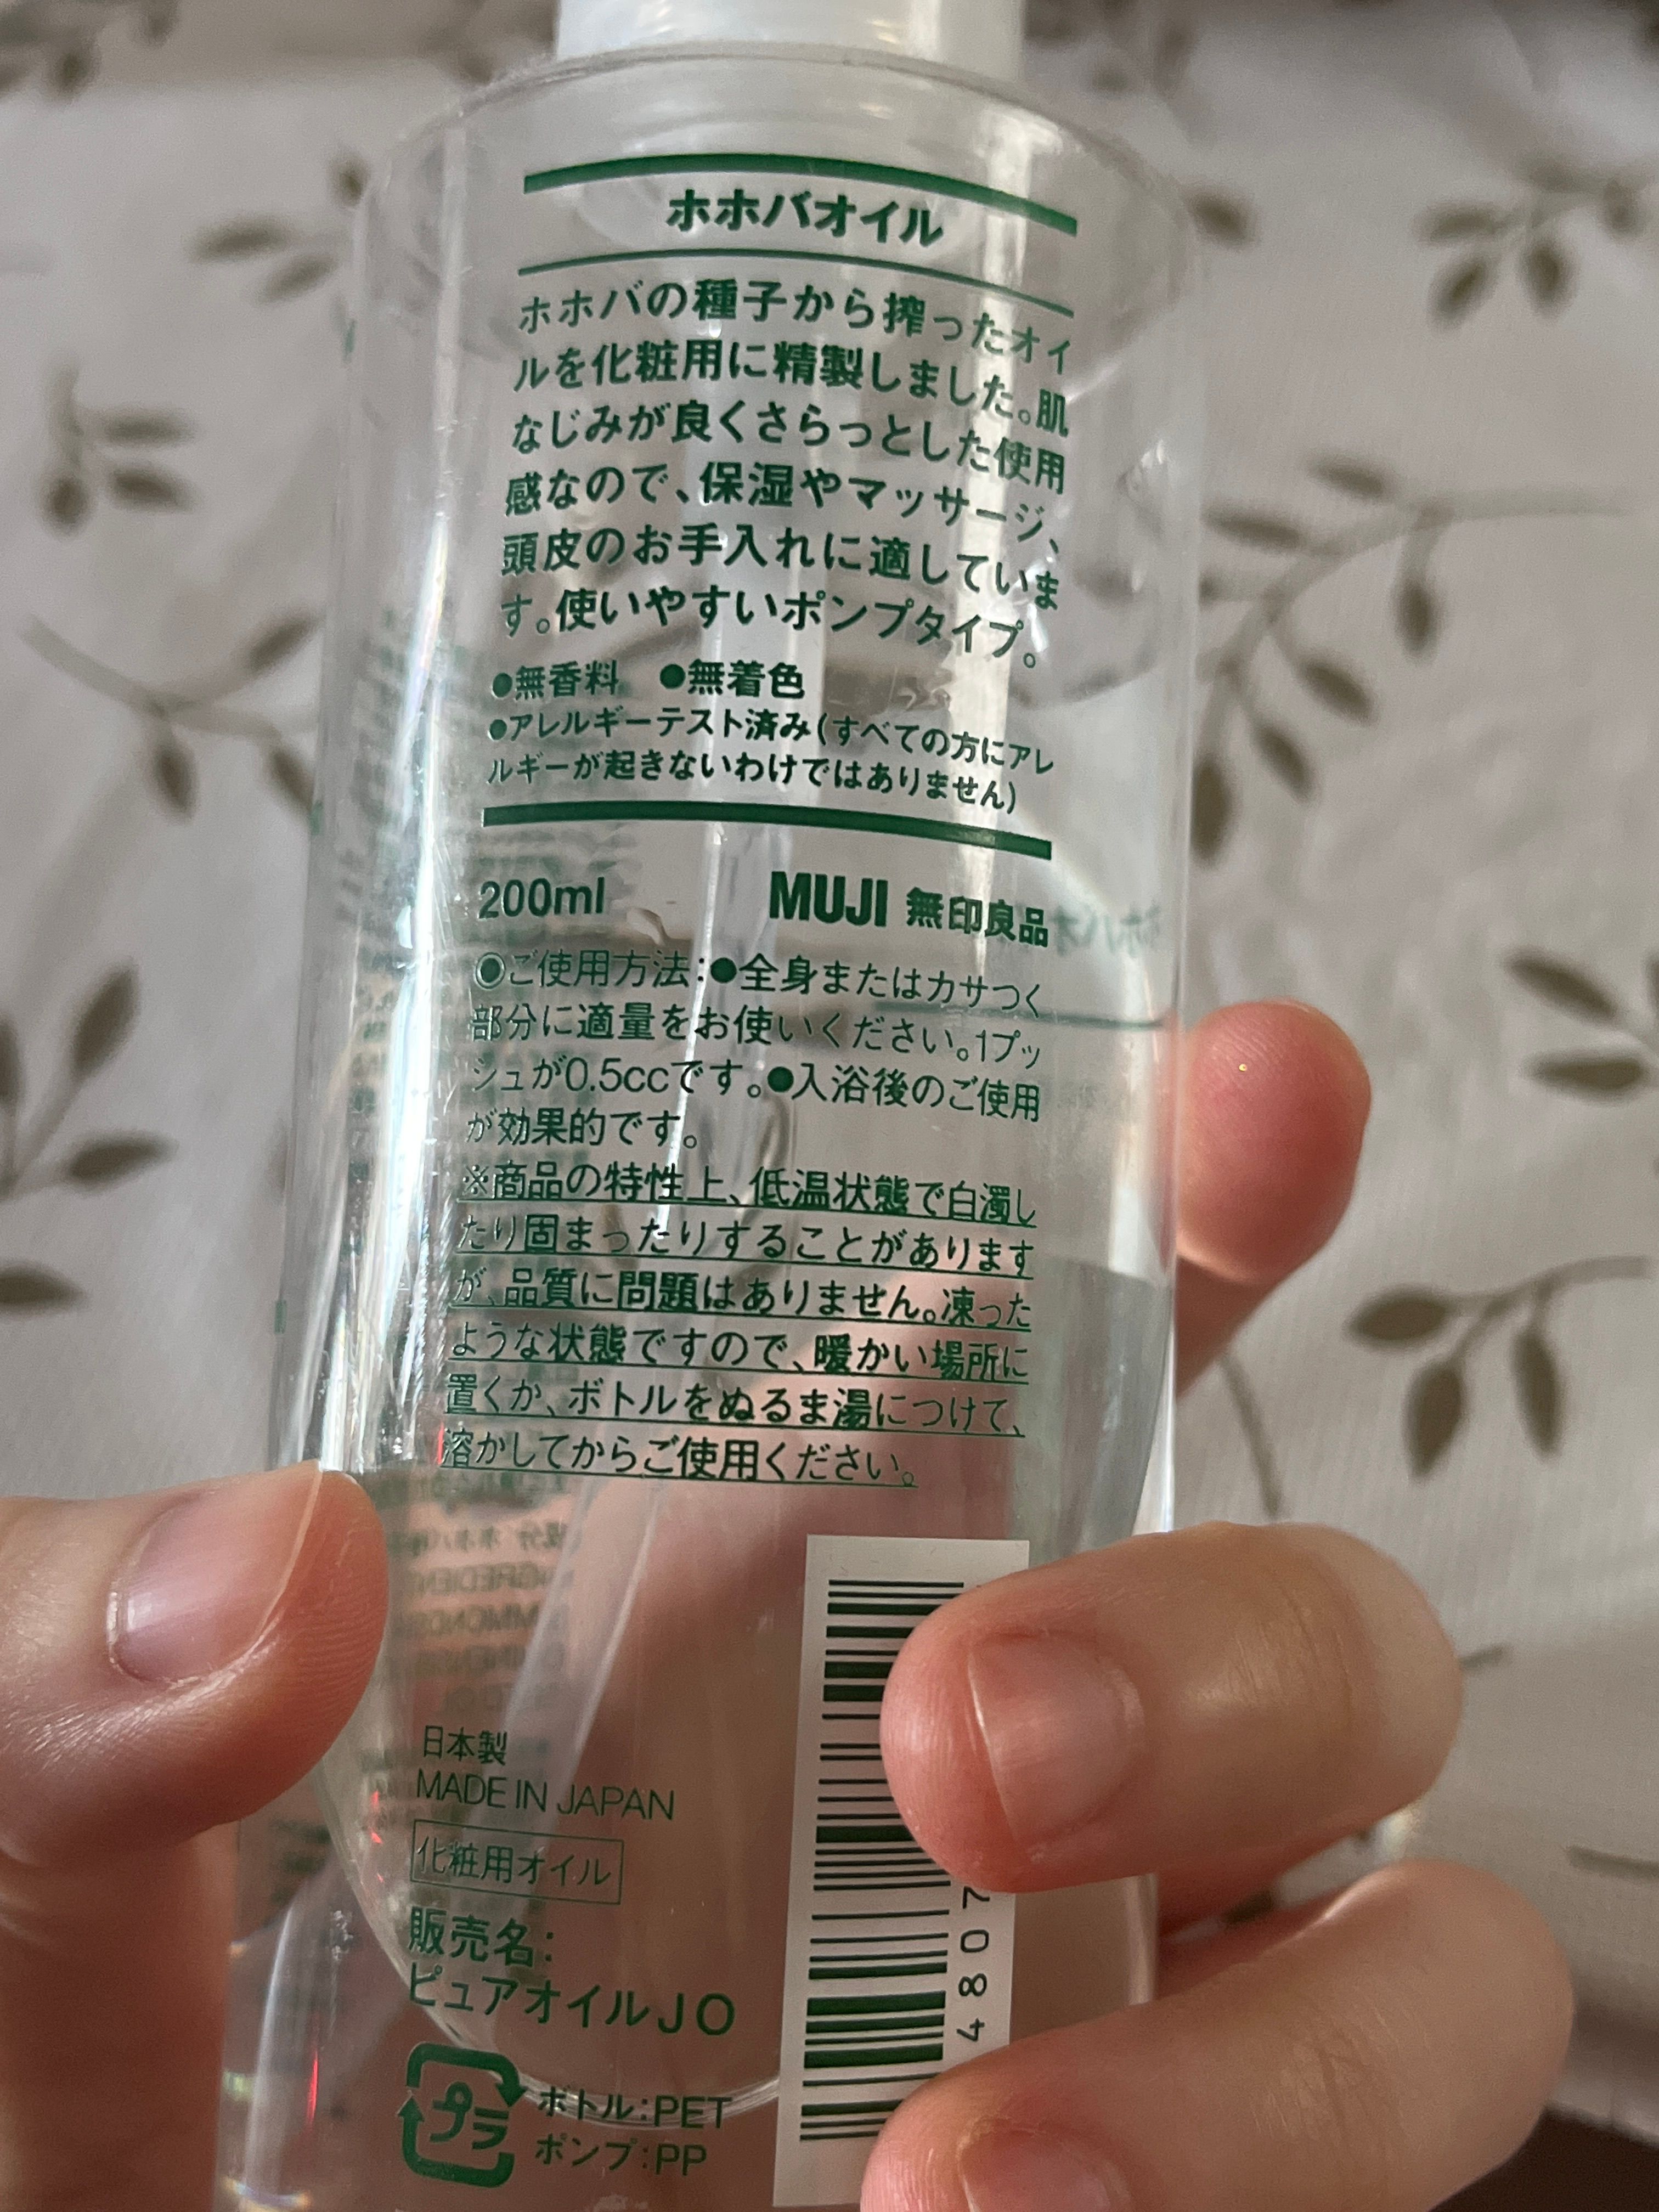 ホホバオイル
ホホバの種子から搾ったオイ
ルを化粧用に精製しました。肌
なじみが良くさらっとした使用
感なので、保湿やマッサージ、
頭皮のお手入れに適していま
す。使いやすいポンプタイプ。
●無香料 ●無着色
●アレルギーテスト済み(すべての方にアレ
ルギーが起きないわけではありません)
200ml MUJI 無印良品
◉ご使用方法:●全身またはカサつく
部分に適量をお使いください。1プッ
シュが0.5ccです。●入浴後のご使用
が効果的です。
※商品の特性上、低温状態で白濁し
たり固まったりすることがあります
が、品質に問題はありません。凍った
ような状態ですので、暖かい場所に
置くか、ボトルをぬるま湯につけて、
溶かしてからご使用ください。
日本製
MADE IN JAPAN
化粧用オイル
販売名:
ピュアオイルJO
プラ
ボトル:PET
ポンプ:PP